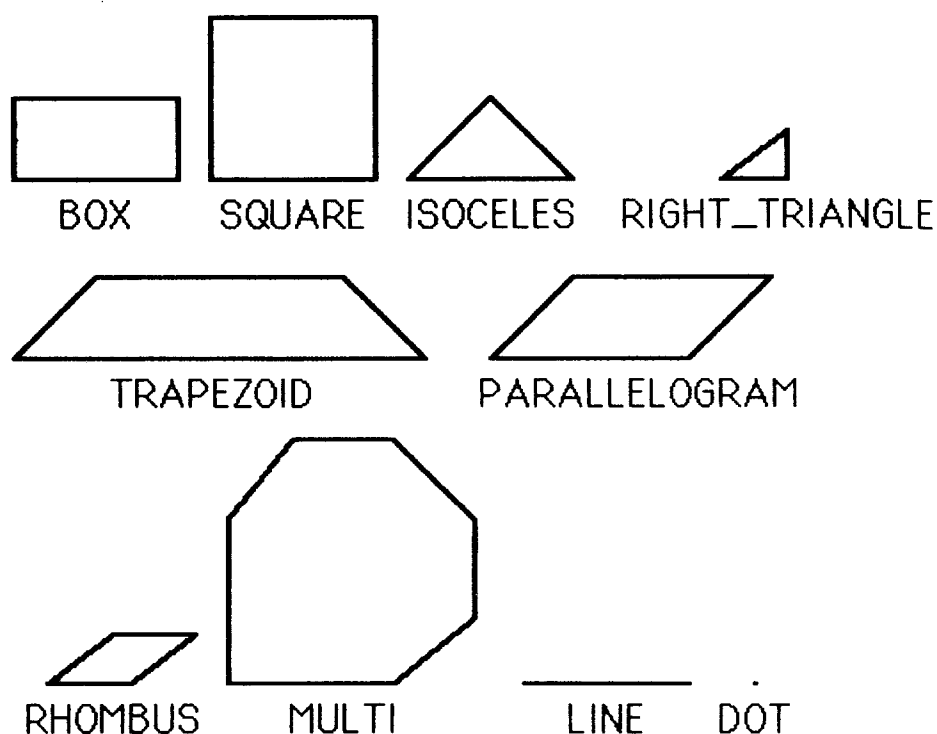 BOX SQUARE ISOCELES RIGHT_TRIANGLE
TRAPEZOID PARALLELOGRAM
RHOMBUS MULTI LINE DOT